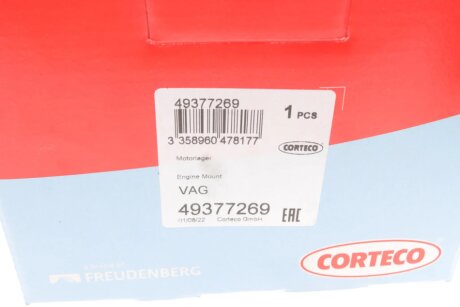 49377269
1 PCS
3 358960 478177
CORTECO
Motorlager
Engine Mount
VAG
49377269
01/08/22 Corteco GmbH
EAC
FREUDENBERG
CORTECO